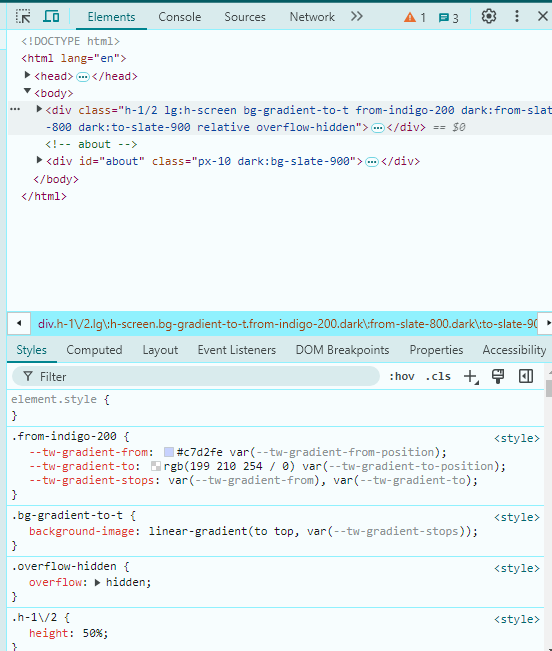 Elements Console Sources Network 1 3
<!DOCTYPE html>
<html lang="en">
<head> ⋯ </head>
<body>
<div class="h-1/2 lg:h-screen bg-gradient-to-t from-indigo-200 dark:from-slat
-800 dark:to-slate-900 relative overflow-hidden"> ⋯ </div> == $0
<!-- about -->
<div id="about" class="px-10 dark:bg-slate-900"> ⋯ </div>
</body>
</html>
div.h-1\/2.lg\:h-screen.bg-gradient-to-t.from-indigo-200.dark\:from-slate-800.dark\:to-slate-90
Styles Computed Layout Event Listeners DOM Breakpoints Properties Accessibility
Filter :hov .cls
element.style {
}
.from-indigo-200 { <style>
--tw-gradient-from: #c7d2fe var(--tw-gradient-from-position);
--tw-gradient-to: rgb(199 210 254 / 0) var(--tw-gradient-to-position);
--tw-gradient-stops: var(--tw-gradient-from), var(--tw-gradient-to);
}
.bg-gradient-to-t { <style>
background-image: linear-gradient(to top, var(--tw-gradient-stops));
}
.overflow-hidden { <style>
overflow: hidden;
}
.h-1\/2 { <style>
height: 50%;
}